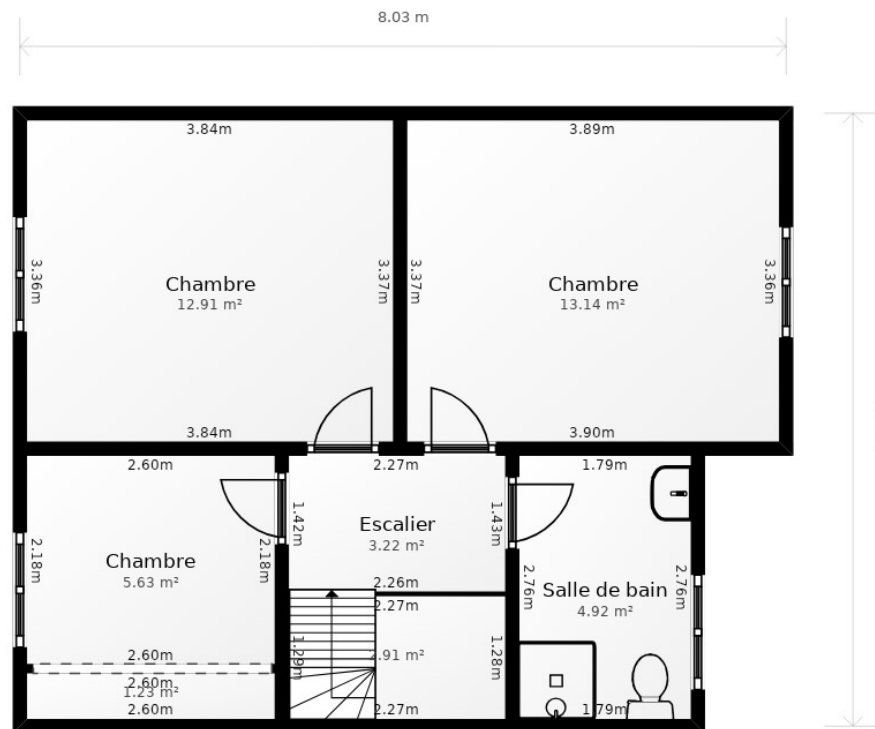 8.03 m
3.84m
3.89m
3.36m
3.37m
3.37m
3.36m
Chambre
12.91 m²
Chambre
13.14 m²
3.84m
3.90m
2.60m
2.27m
1.79m
1.42m
1.43m
Escalier
3.22 m²
2.18m
2.18m
Chambre
5.63 m²
2.76m
2.76m
2.26m
Salle de bain
4.92 m²
2.27m
1.29m
1.28m
2.60m
2.60m
1.23 m²
2.60m
2.27m
1.79m